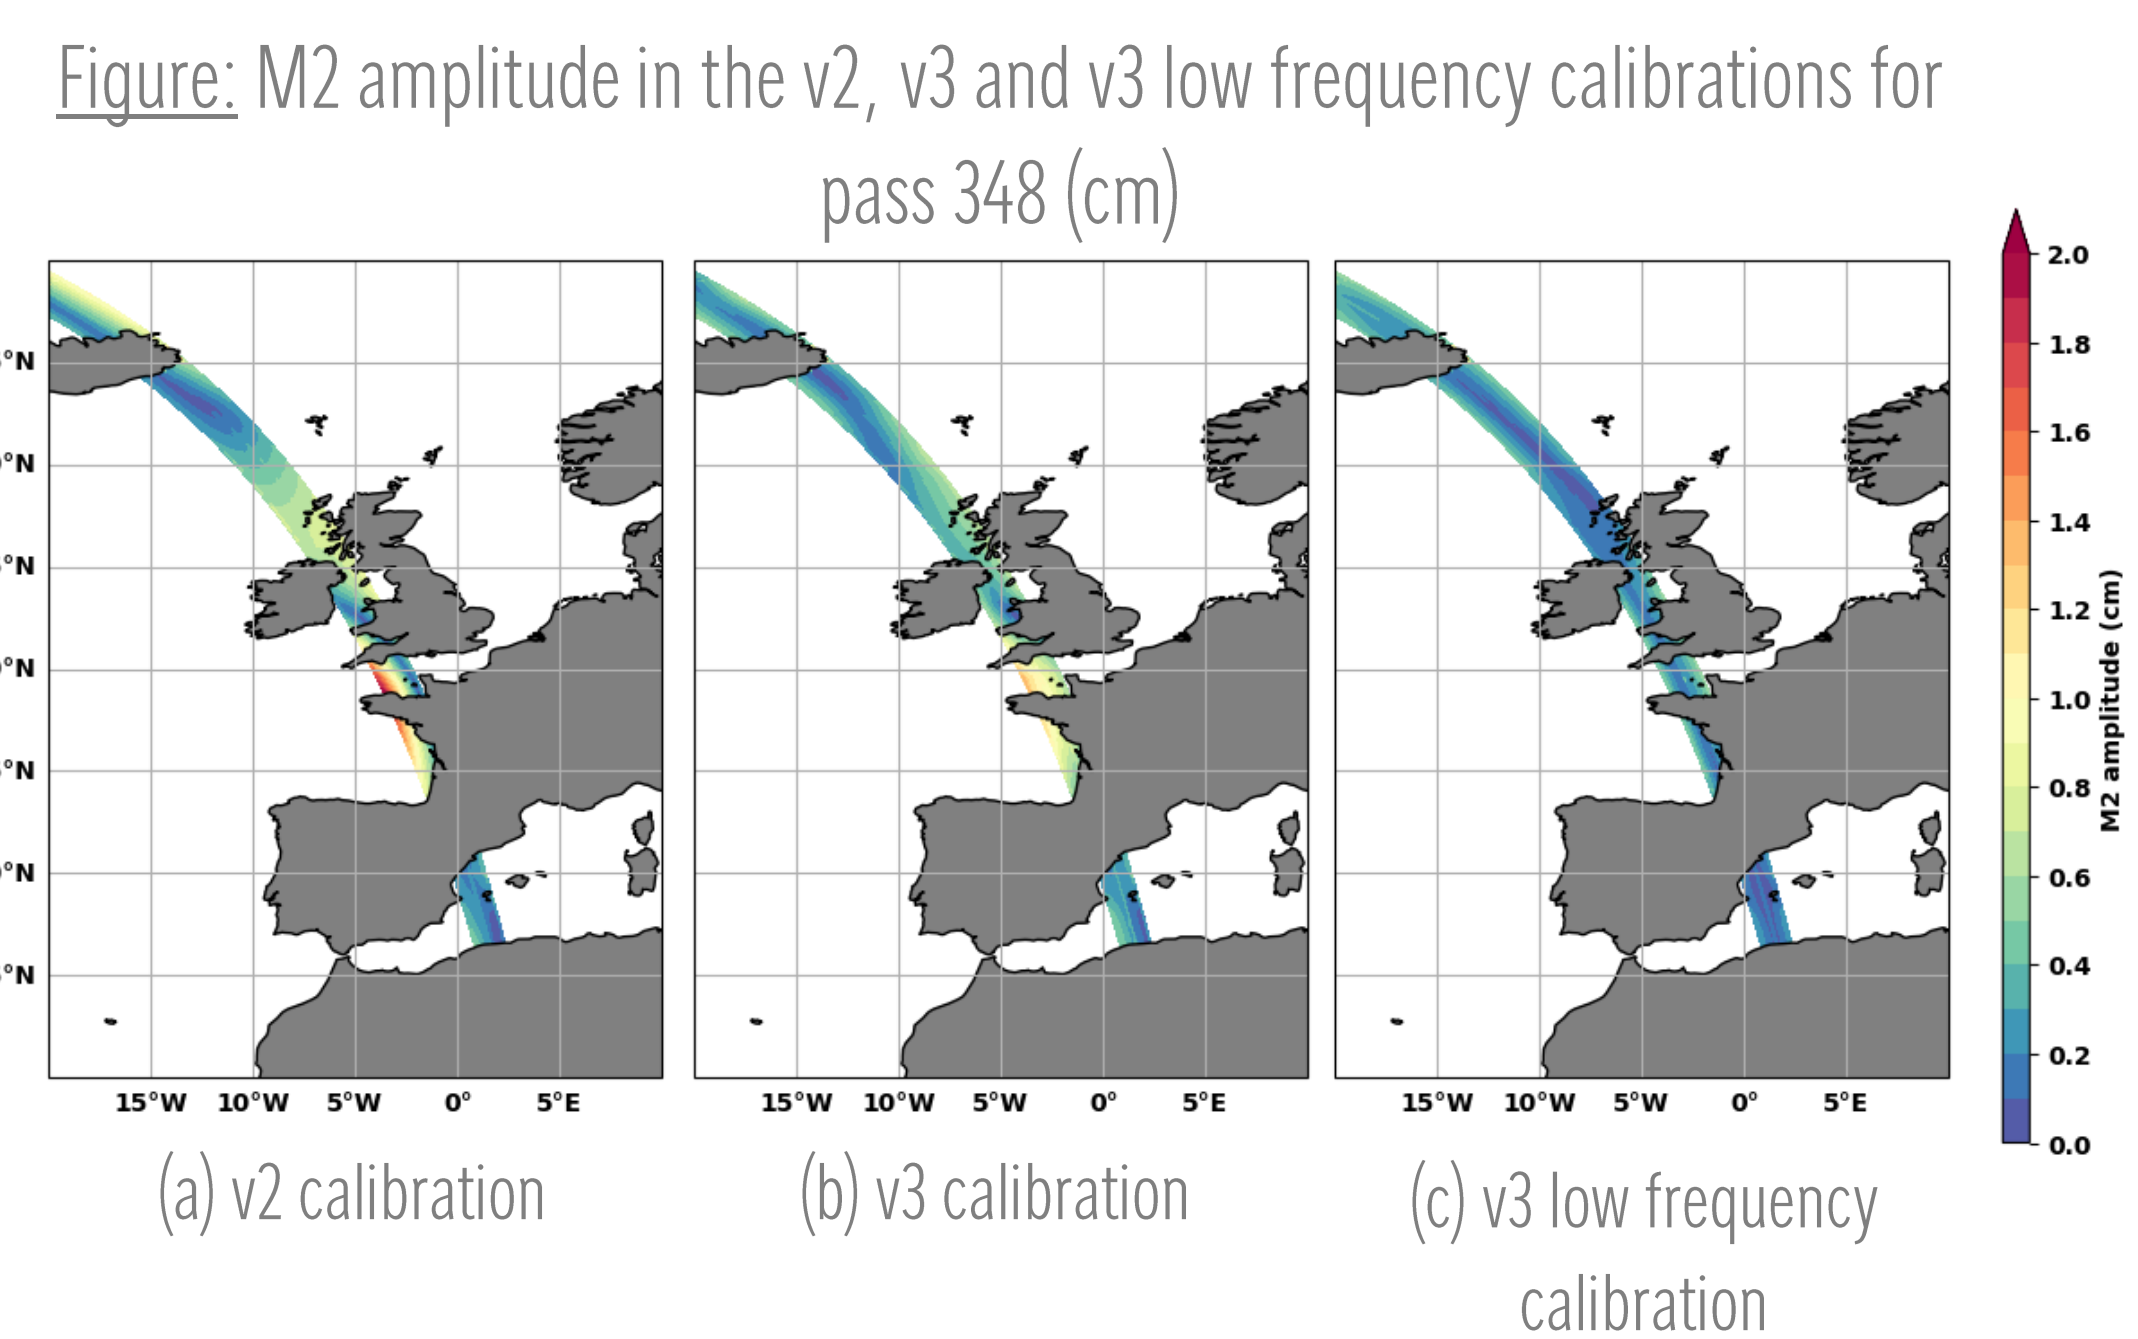 Figure: M2 amplitude in the v2, v3 and v3 low frequency calibrations for
pass 348 (cm)
2.0
1.8
1.6
1.4
1.2
1.0
0.8
0.6
0.4
0.2
0.0
M2 amplitude (cm)
°N
°N
°N
°N
°N
°N
°N
15°W 10°W 5°W 0° 5°E
15°W 10°W 5°W 0° 5°E
15°W 10°W 5°W 0° 5°E
(a) v2 calibration
(b) v3 calibration
(c) v3 low frequency
calibration